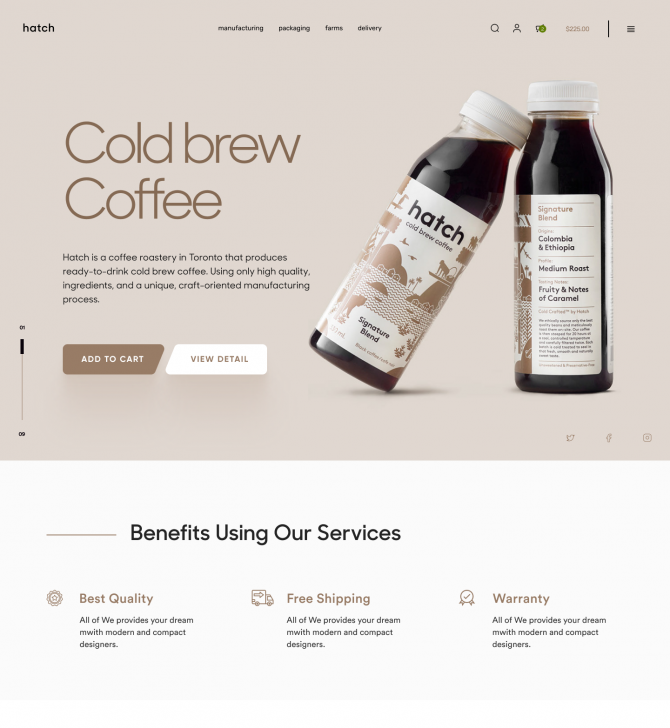 hatch
manufacturing packaging farms delivery
$225.00
Cold brew
Coffee
Hatch is a coffee roastery in Toronto that produces
ready-to-drink cold brew coffee. Using only high quality,
ingredients, and a unique, craft-oriented manufacturing
process.
01
09
ADD TO CART
VIEW DETAIL
hatch
cold brew coffee
Signature
Blend
Signature
Blend
Origins:
Colombia
& Ethiopia
Profile:
Medium Roast
Tasting Notes:
Fruity & Notes
of Caramel
Cold Crafted™ by Hatch
Benefits Using Our Services
Best Quality
All of We provides your dream
mwith modern and compact
designers.
Free Shipping
All of We provides your dream
mwith modern and compact
designers.
Warranty
All of We provides your dream
mwith modern and compact
designers.